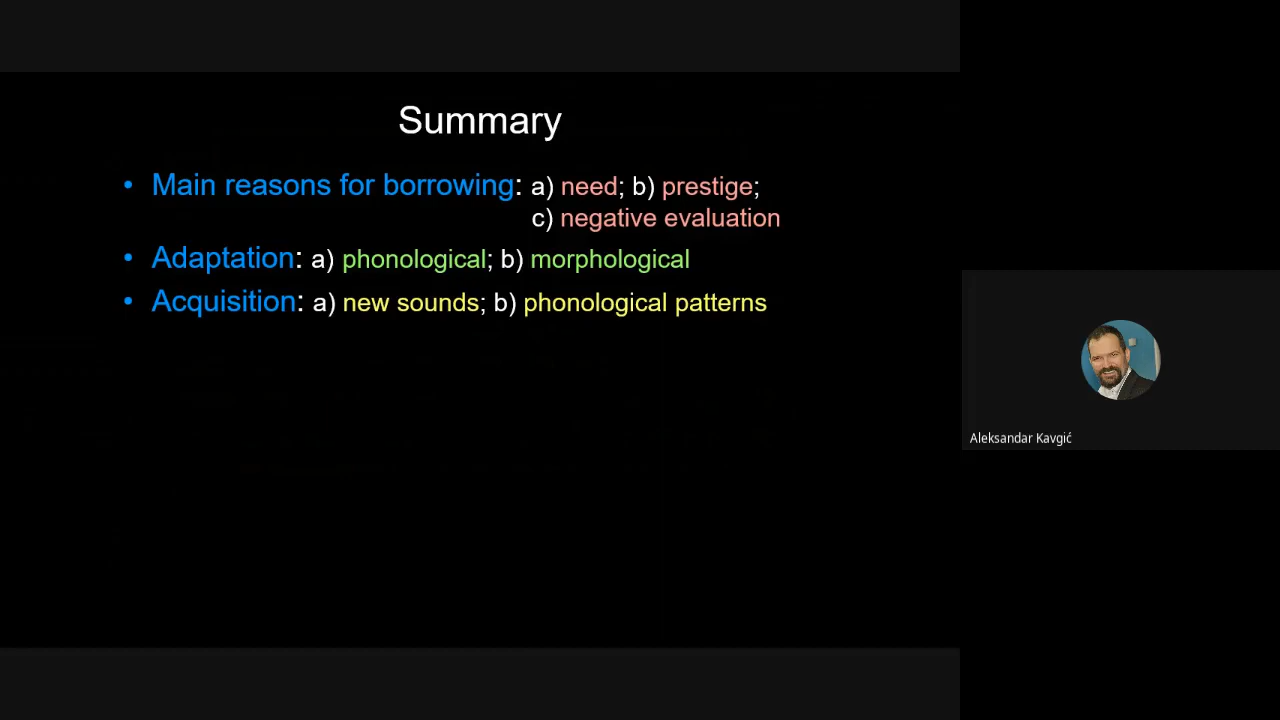 Summary
• Main reasons for borrowing: a) need; b) prestige;
c) negative evaluation
• Adaptation: a) phonological; b) morphological
• Acquisition: a) new sounds; b) phonological patterns
Aleksandar Kavgić